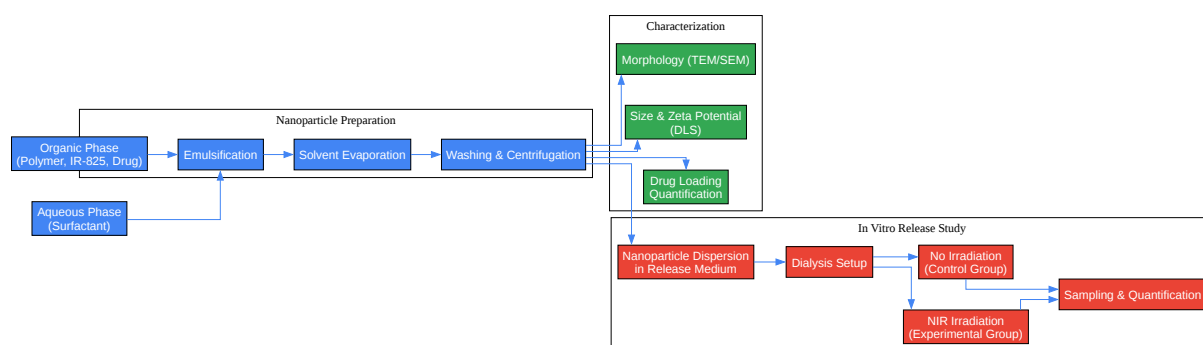 Nanoparticle Preparation
Organic Phase
(Polymer, IR-825, Drug)
Emulsification
Solvent Evaporation
Washing & Centrifugation
Aqueous Phase
(Surfactant)
Characterization
Morphology (TEM/SEM)
Size & Zeta Potential
(DLS)
Drug Loading
Quantification
In Vitro Release Study
Nanoparticle Dispersion
in Release Medium
Dialysis Setup
No Irradiation
(Control Group)
NIR Irradiation
(Experimental Group)
Sampling & Quantification